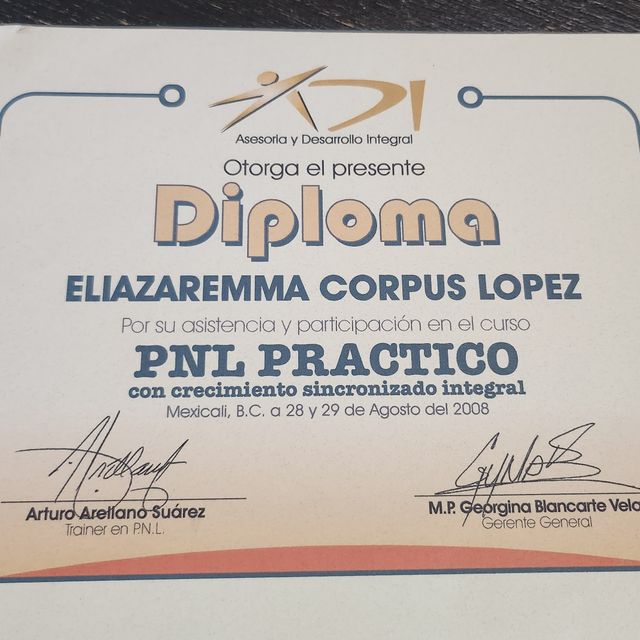 ADI
Asesoria y Desarrollo Integral
Otorga el presente
Diploma
ELIAZAREMMA CORPUS LOPEZ
Por su asistencia y participación en el curso
PNL PRACTICO
con crecimiento sincronizado integral
Mexicali, B.C. a 28 y 29 de Agosto del 2008
Arturo Arellano Suárez
Trainer en P.N.L.
M.P. Georgina Blancarte
Gerente General